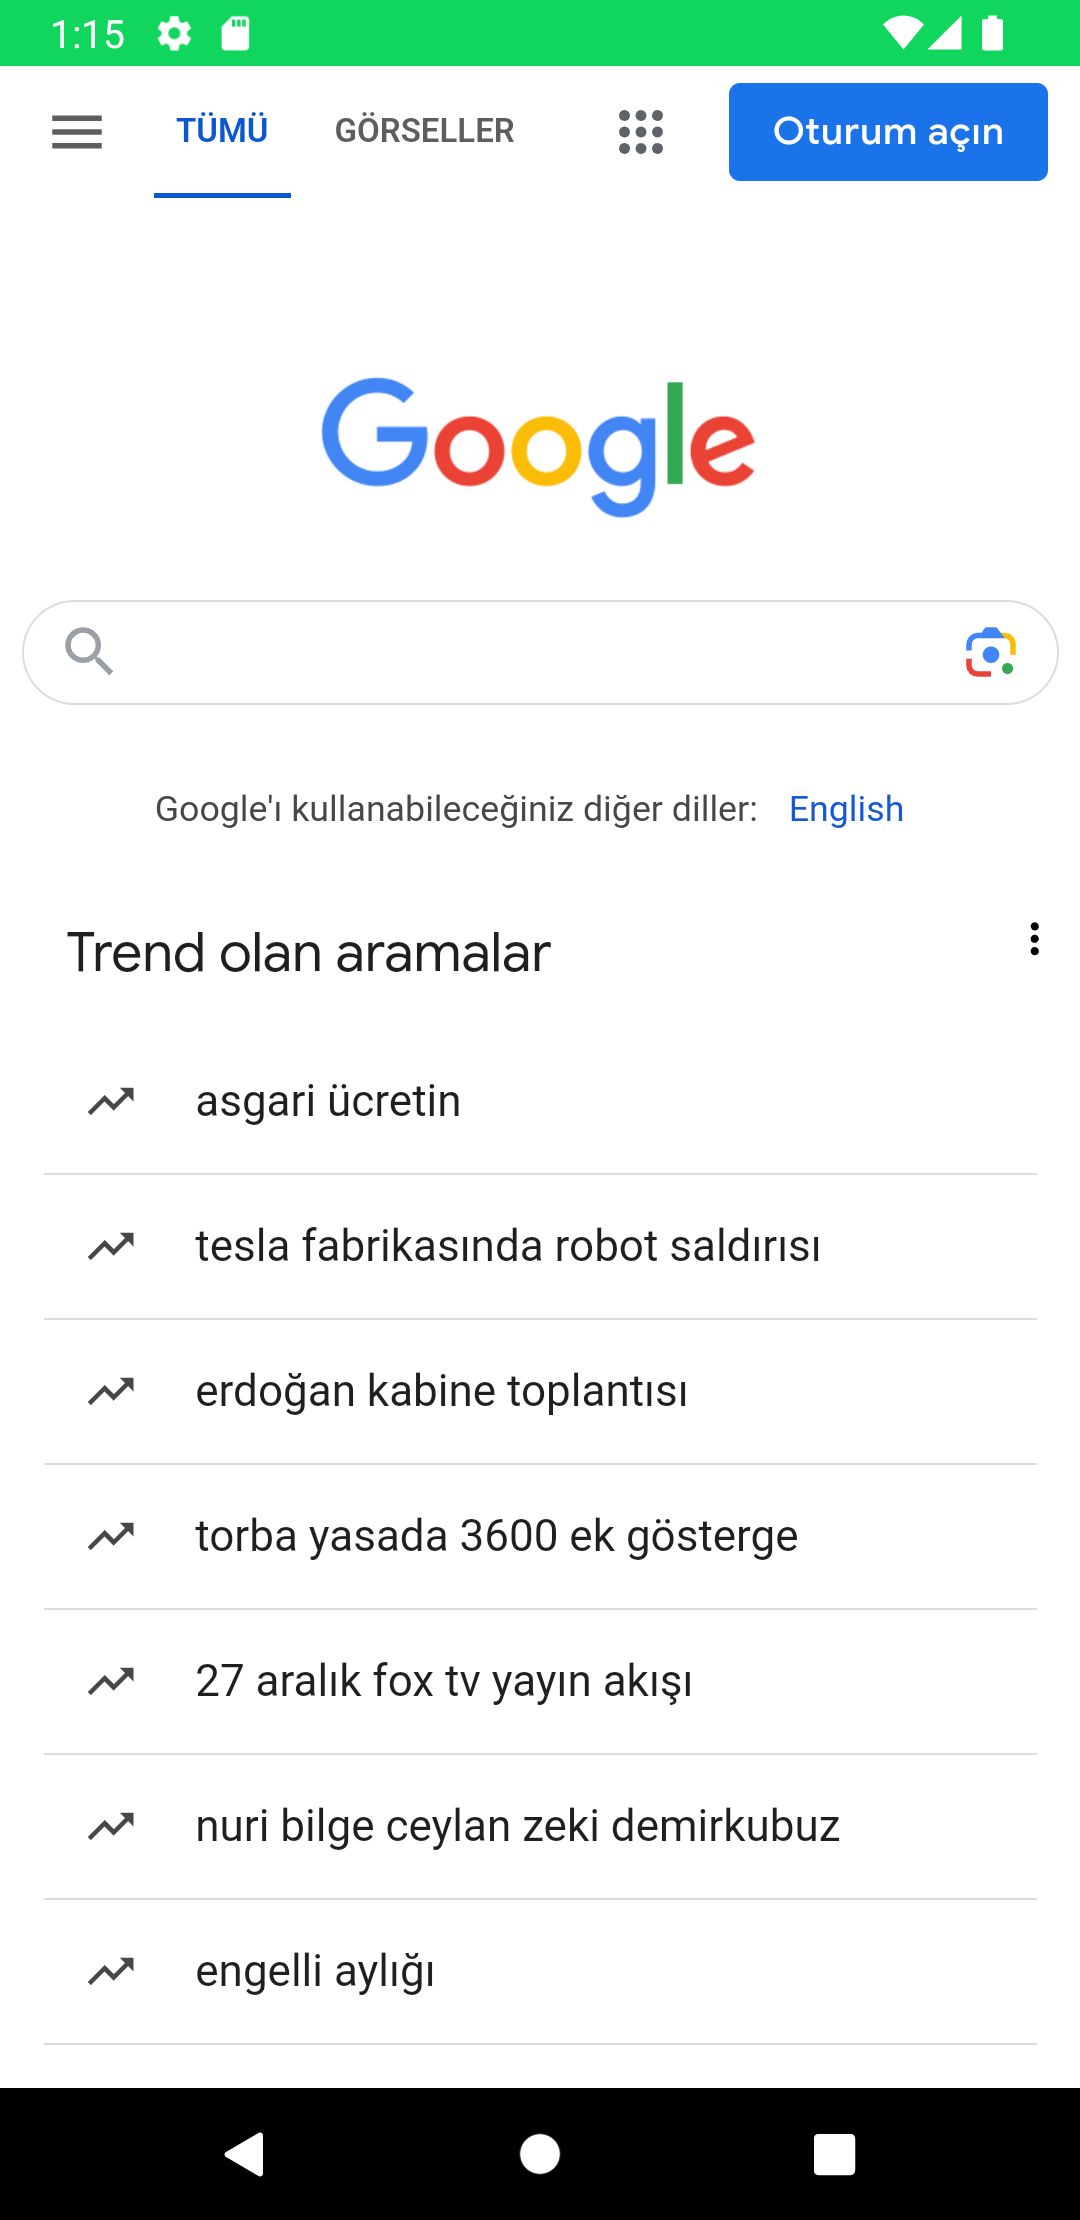 1:15
TÜMÜ
GÖRSELLER
Oturum açın
Google
Google'ı kullanabileceğiniz diğer diller: English
Trend olan aramalar
asgari ücretin
tesla fabrikasında robot saldırısı
erdoğan kabine toplantısı
torba yasada 3600 ek gösterge
27 aralık fox tv yayın akışı
nuri bilge ceylan zeki demirkubuz
engelli aylığı